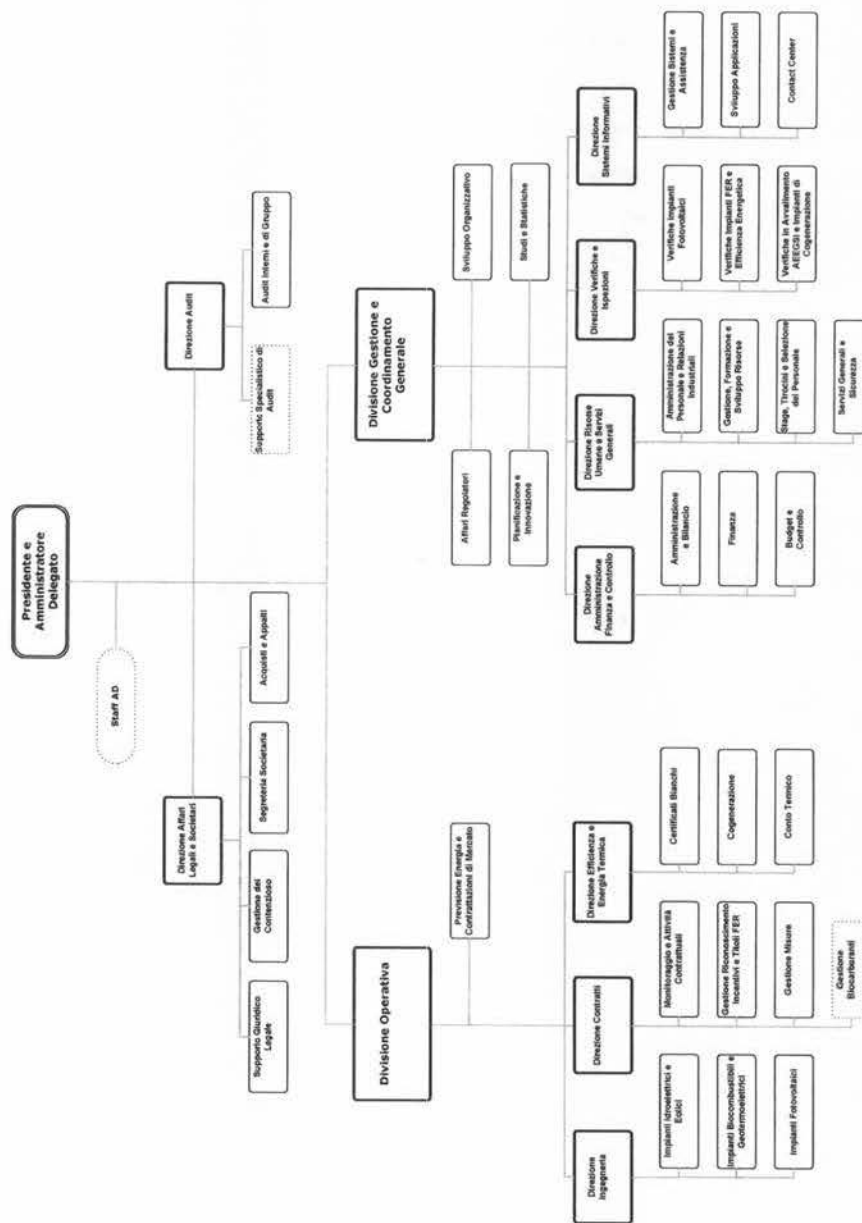 Presidente e
Amministratore
Delegato
Staff AD
Direzione Affari
Legali e Societari
Direzione Audit
Supporto Giuridico
Legale
Gestione del
Contenzioso
Segreteria Societaria
Acquisti e Appalti
Supporto Specialistico di
Audit
Audit Interni e di Gruppo
Divisione Operativa
Divisione Gestione e
Coordinamento
Generale
Previsione Energia e
Contrattazioni di Mercato
Affari Regolatori
Sviluppo Organizzativo
Pianificazione e
Innovazione
Studi e Statistiche
Direzione
Ingegneria
Direzione Contratti
Direzione Efficienza e
Energia Termica
Direzione
Amministrazione
Finanza e Controllo
Direzione Risorse
Umane e Servizi
Generali
Direzione Verifiche e
Ispezioni
Direzione
Sistemi Informativi
Impianti Idroelettrici e
Eolici
Impianti Biocombustibili e
Geotermoelettrici
Impianti Fotovoltaici
Monitoraggio e Attività
Contrattuali
Gestione Riconoscimento
Incentivi e Titoli FER
Gestione Misure
Gestione
Biocarburanti
Certificati Bianchi
Cogenerazione
Conto Termico
Amministrazione
e Bilancio
Finanza
Budget e
Controllo
Amministrazione del
Personale e Relazioni
Industriali
Gestione, Formazione e
Sviluppo Risorse
Stage, Tirocini e Selezione
del Personale
Servizi Generali e
Sicurezza
Verifiche Impianti
Fotovoltaici
Verifiche Impianti FER e
Efficienza Energetica
Verifiche in Avvalimento
AEEGSI e Impianti di
Cogenerazione
Gestione Sistemi e
Assistenza
Sviluppo Applicazioni
Contact Center